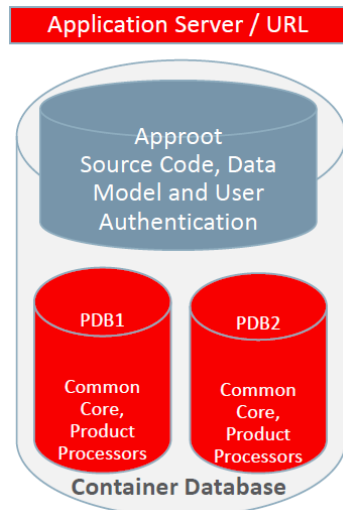 Application Server / URL
Approot
Source Code, Data
Model and User
Authentication
PDB1
Common
Core,
Product
Processors
PDB2
Common
Core,
Product
Processors
Container Database